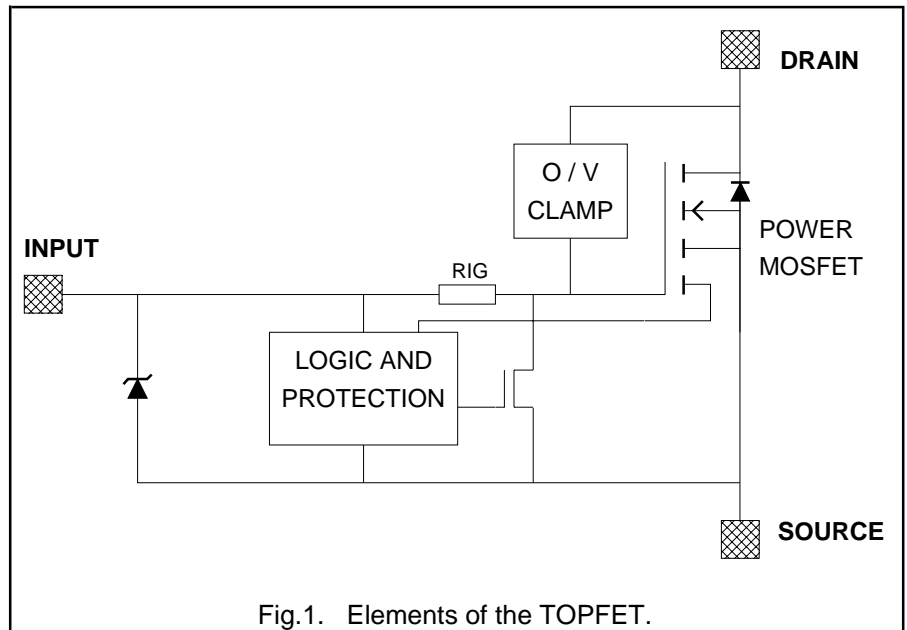 DRAIN
O / V
CLAMP
POWER
MOSFET
INPUT
RIG
LOGIC AND
PROTECTION
SOURCE
Fig.1. Elements of the TOPFET.